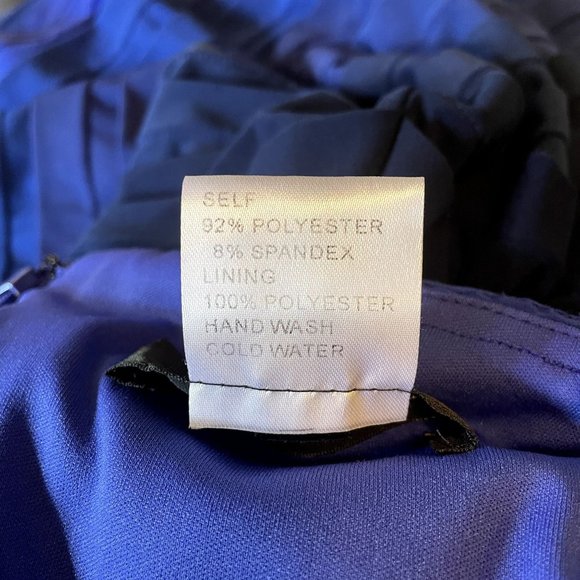 SELF
92% POLYESTER
8% SPANDEX
LINING
100% POLYESTER
HAND WASH
COLD WATER